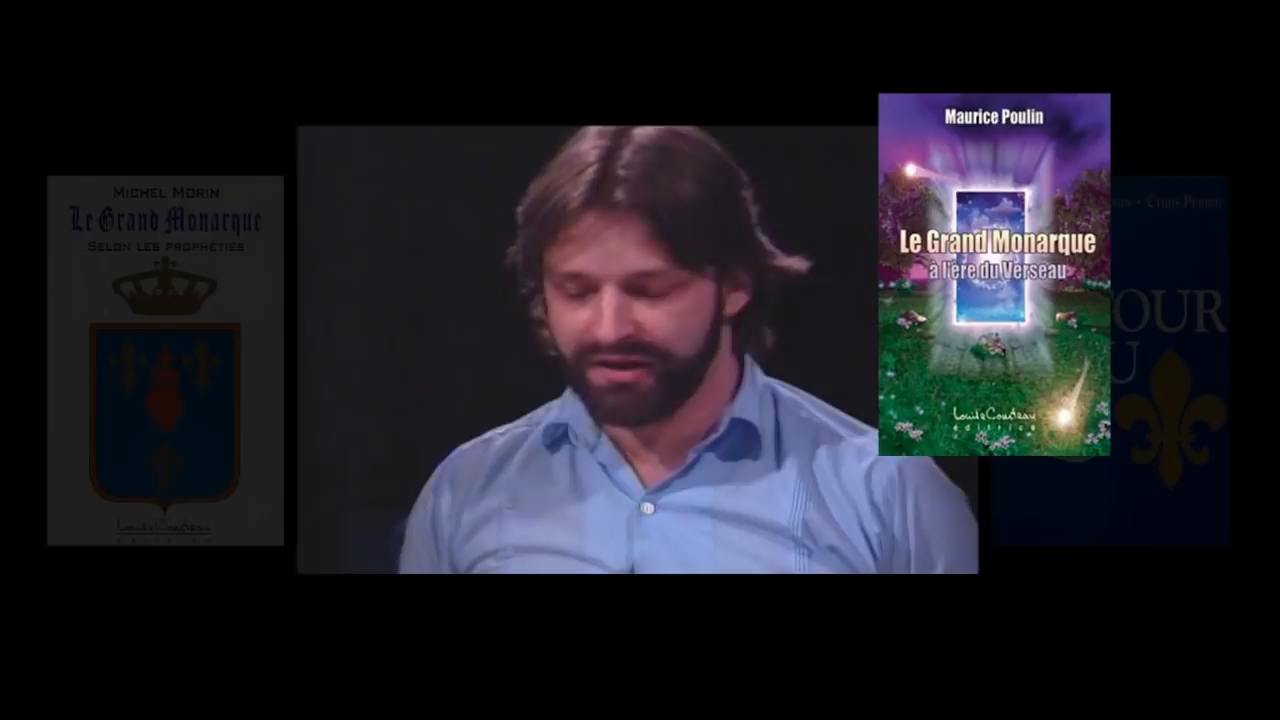 MICHEL MORIN
Le Grand Monarque
SELON LES PROPHÉTIES
Louise Courteau
ÉDITRICE
Maurice Poulin
Le Grand Monarque
à l'ère du Verseau
Louise Courteau
éditrice
OUR
U